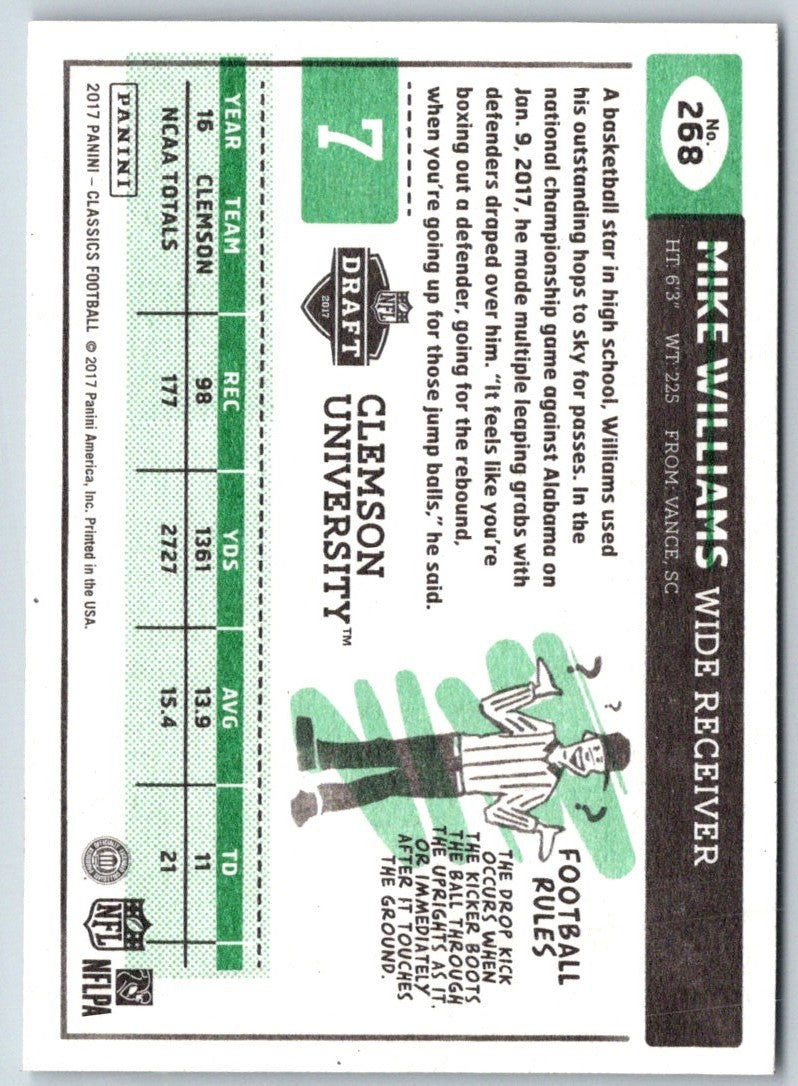 No.
268
MIKE WILLIAMS WIDE RECEIVER
HT. 6'3" WT. 225 FROM: VANCE, SC
A basketball star in high school, Williams used
his outstanding hops to sky for passes. In the
national championship game against Alabama on
Jan. 9, 2017, he made multiple leaping grabs with
defenders draped over him. "It feels like you're
boxing out a defender, going for the rebound,
when you're going up for those jump balls," he said.
7
NFL
DRAFT
2017
CLEMSON
UNIVERSITY™
? ? ?
FOOTBALL
RULES
THE DROP KICK
OCCURS WHEN
THE KICKER BOOTS
THE BALL THROUGH
THE UPRIGHTS AS IT,
OR IMMEDIATELY
AFTER IT TOUCHES
THE GROUND.
YEAR TEAM REC YDS AVG TD
16 CLEMSON 98 1361 13.9 11
NCAA TOTALS 177 2727 15.4 21
PANINI
2017 PANINI – CLASSICS FOOTBALL © 2017 Panini America, Inc. Printed in the USA.
NFL
NFLPA